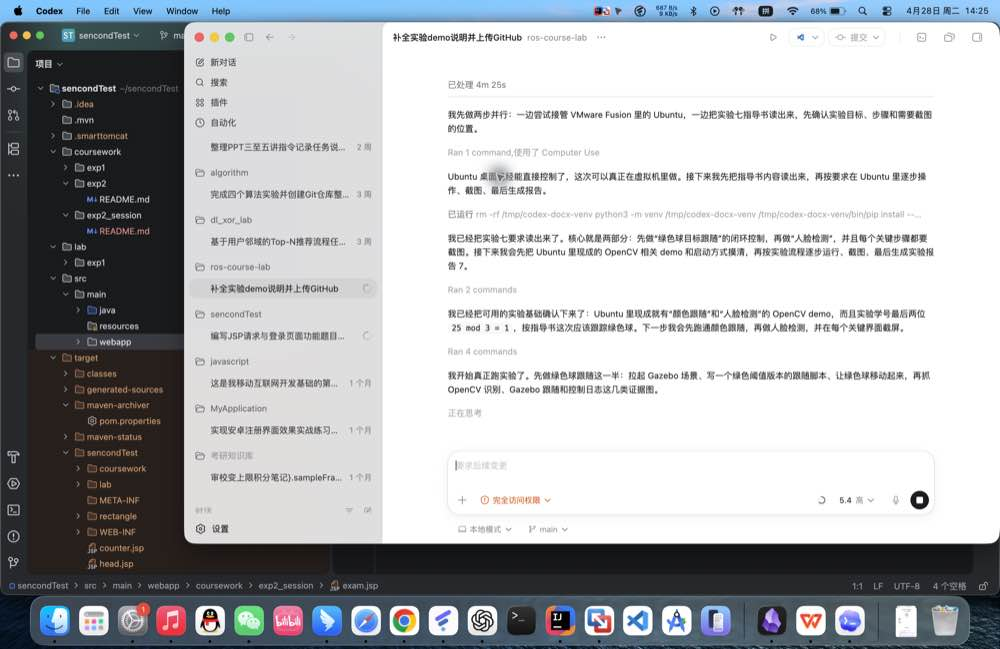 Codex File Edit View Window Help
587 B/s
9 KB/s
拼
68%
4月28日 周二 14:25
ST sencondTest
项目
sencondTest ~/sencondTest
.idea
.mvn
.smarttomcat
coursework
exp1
exp2
README.md
exp2_session
README.md
lab
exp1
src
main
java
resources
webapp
target
classes
generated-sources
maven-archiver
pom.properties
maven-status
sencondTest
coursework
lab
META-INF
rectangle
WEB-INF
counter.jsp
head.jsp
sencondTest > src > main > webapp > coursework > exp2_session > exam.jsp
1:1 LF UTF-8 4 个空格
新对话
搜索
插件
自动化
整理PPT三至五讲指令记录任务说... 2 周
algorithm
完成四个算法实验并创建Git仓库整... 3 周
dl_xor_lab
基于用户邻域的Top-N推荐流程任... 3 周
ros-course-lab
补全实验demo说明并上传GitHub
sencondTest
编写JSP请求与登录页面功能题目...
javascript
这是我移动互联网开发基础的第... 1 个月
MyApplication
实现安卓注册界面效果实战练习... 1 个月
考研知识库
审校变上限积分笔记}.sampleFra... 1 个月
设置
补全实验demo说明并上传GitHub ros-course-lab ···
提交
已处理 4m 25s
我先做两步并行：一边尝试接管 VMware Fusion 里的 Ubuntu，一边把实验七指导书读出来，先确认实验目标、步骤和需要截图
的位置。
Ran 1 command,使用了 Computer Use
Ubuntu 桌面已经能直接控制了，这次可以真正在虚拟机里做。接下来我先把指导书内容读出来，再按要求在 Ubuntu 里逐步操
作、截图、最后生成报告。
已运行 rm -rf /tmp/codex-docx-venv python3 -m venv /tmp/codex-docx-venv /tmp/codex-docx-venv/bin/pip install --...
我已经把实验七要求读出来了。核心就是两部分：先做“绿色球目标跟随”的闭环控制，再做“人脸检测”，并且每个关键步骤都要
截图。接下来我会先把 Ubuntu 里现成的 OpenCV 相关 demo 和启动方式摸清，再按实验流程逐步运行、截图、最后生成实验报
告 7。
Ran 2 commands
我已经把可用的实验基础确认下来了：Ubuntu 里现成就有“颜色跟随”和“人脸检测”的 OpenCV demo，而且实验学号最后两位
25 mod 3 = 1 ，按指导书这次应该跟踪绿色球。下一步我会先跑通颜色跟随，再做人脸检测，并在每个关键界面截屏。
Ran 4 commands
我开始真正跑实验了。先做绿色球跟随这一半：拉起 Gazebo 场景、写一个绿色阈值版本的跟随脚本、让绿色球移动起来，再抓
OpenCV 识别、Gazebo 跟随和控制日志这几类证据图。
正在思考
要求后续变更
完全访问权限
5.4 高
本地模式 main
1
bilibili